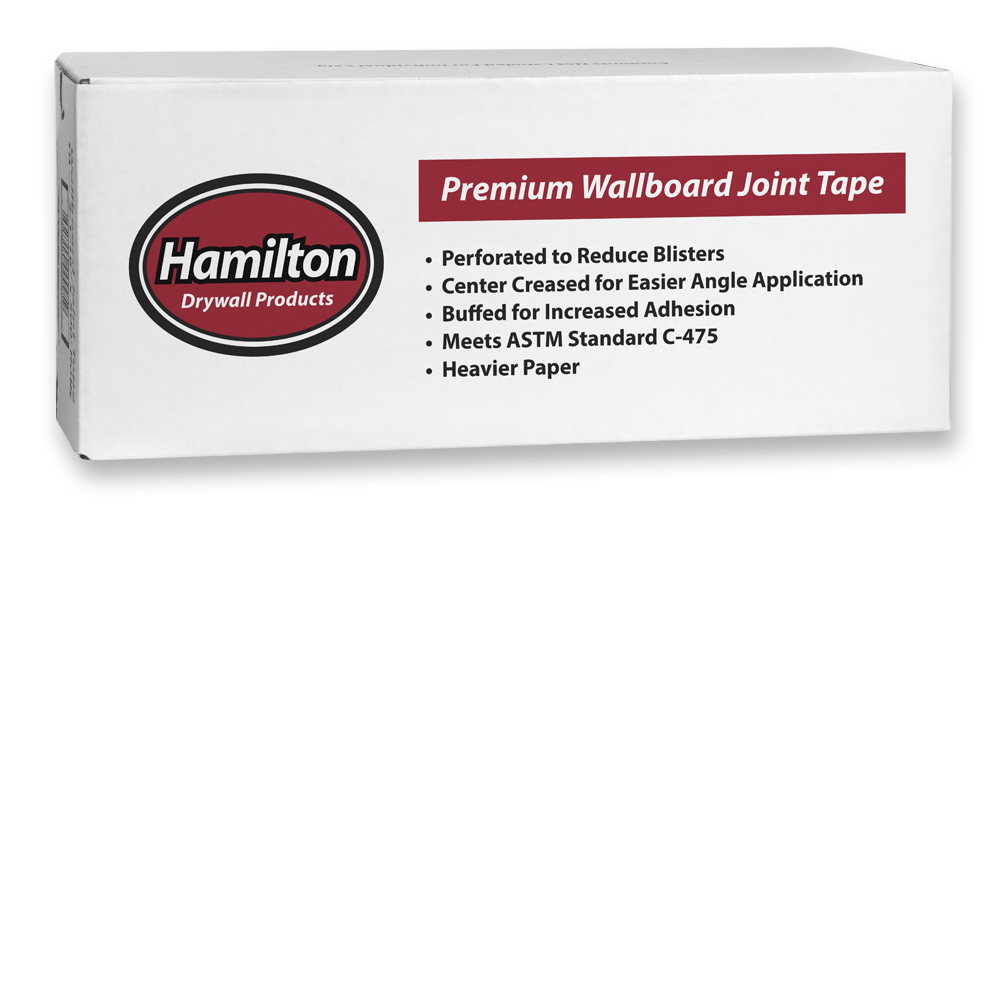 Hamilton
Drywall Products
Premium Wallboard Joint Tape
• Perforated to Reduce Blisters
• Center Creased for Easier Angle Application
• Buffed for Increased Adhesion
• Meets ASTM Standard C-475
• Heavier Paper